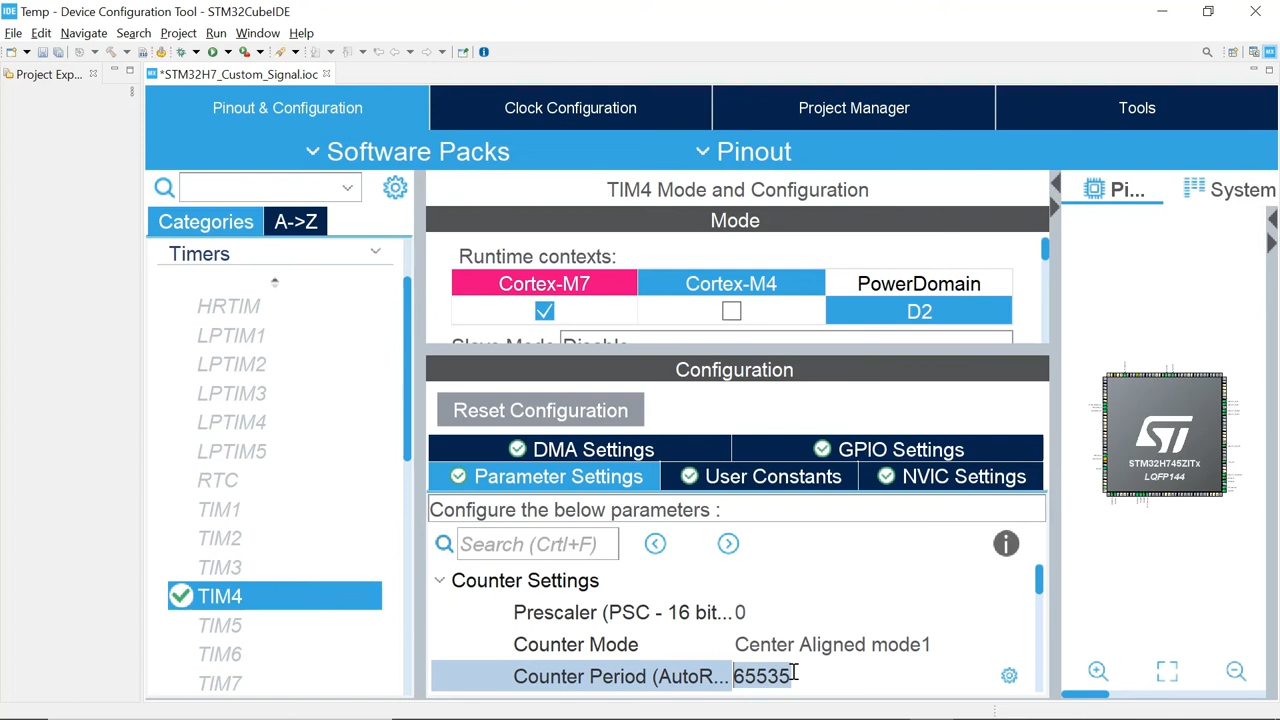 IDE Temp - Device Configuration Tool - STM32CubeIDE
File Edit Navigate Search Project Run Window Help
Project Exp... *STM32H7_Custom_Signal.ioc
Pinout & Configuration Clock Configuration Project Manager Tools
Software Packs Pinout
TIM4 Mode and Configuration Pi... System
Mode
Categories A->Z
Timers
HRTIM
LPTIM1
LPTIM2
LPTIM3
LPTIM4
LPTIM5
RTC
TIM1
TIM2
TIM3
TIM4
TIM5
TIM6
TIM7
Runtime contexts:
Cortex-M7 Cortex-M4 PowerDomain
D2
Slave Mode Disable
Configuration
Reset Configuration
DMA Settings GPIO Settings
Parameter Settings User Constants NVIC Settings
Configure the below parameters :
Search (Crtl+F)
Counter Settings
Prescaler (PSC - 16 bit... 0
Counter Mode Center Aligned mode1
Counter Period (AutoR... 65535
ST
STM32H745ZITx
LQFP144